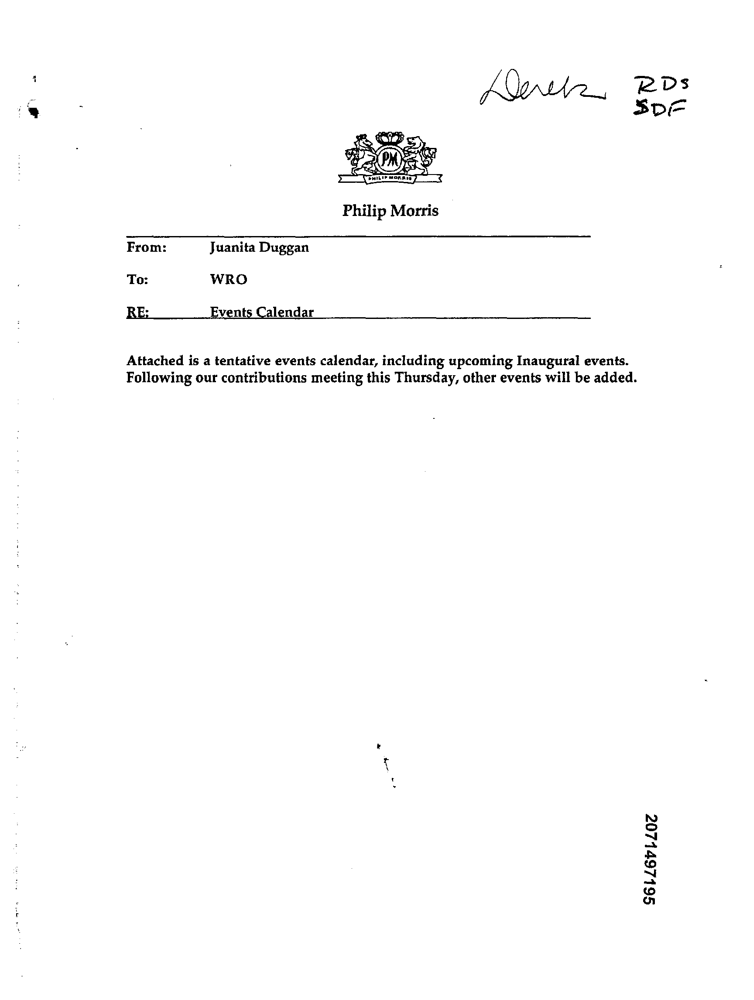 Derek RDS
SDF
PM
PHILIP MORRIS
Philip Morris
From: Juanita Duggan
To: WRO
RE: Events Calendar
Attached is a tentative events calendar, including upcoming Inaugural events.
Following our contributions meeting this Thursday, other events will be added.
2071497195